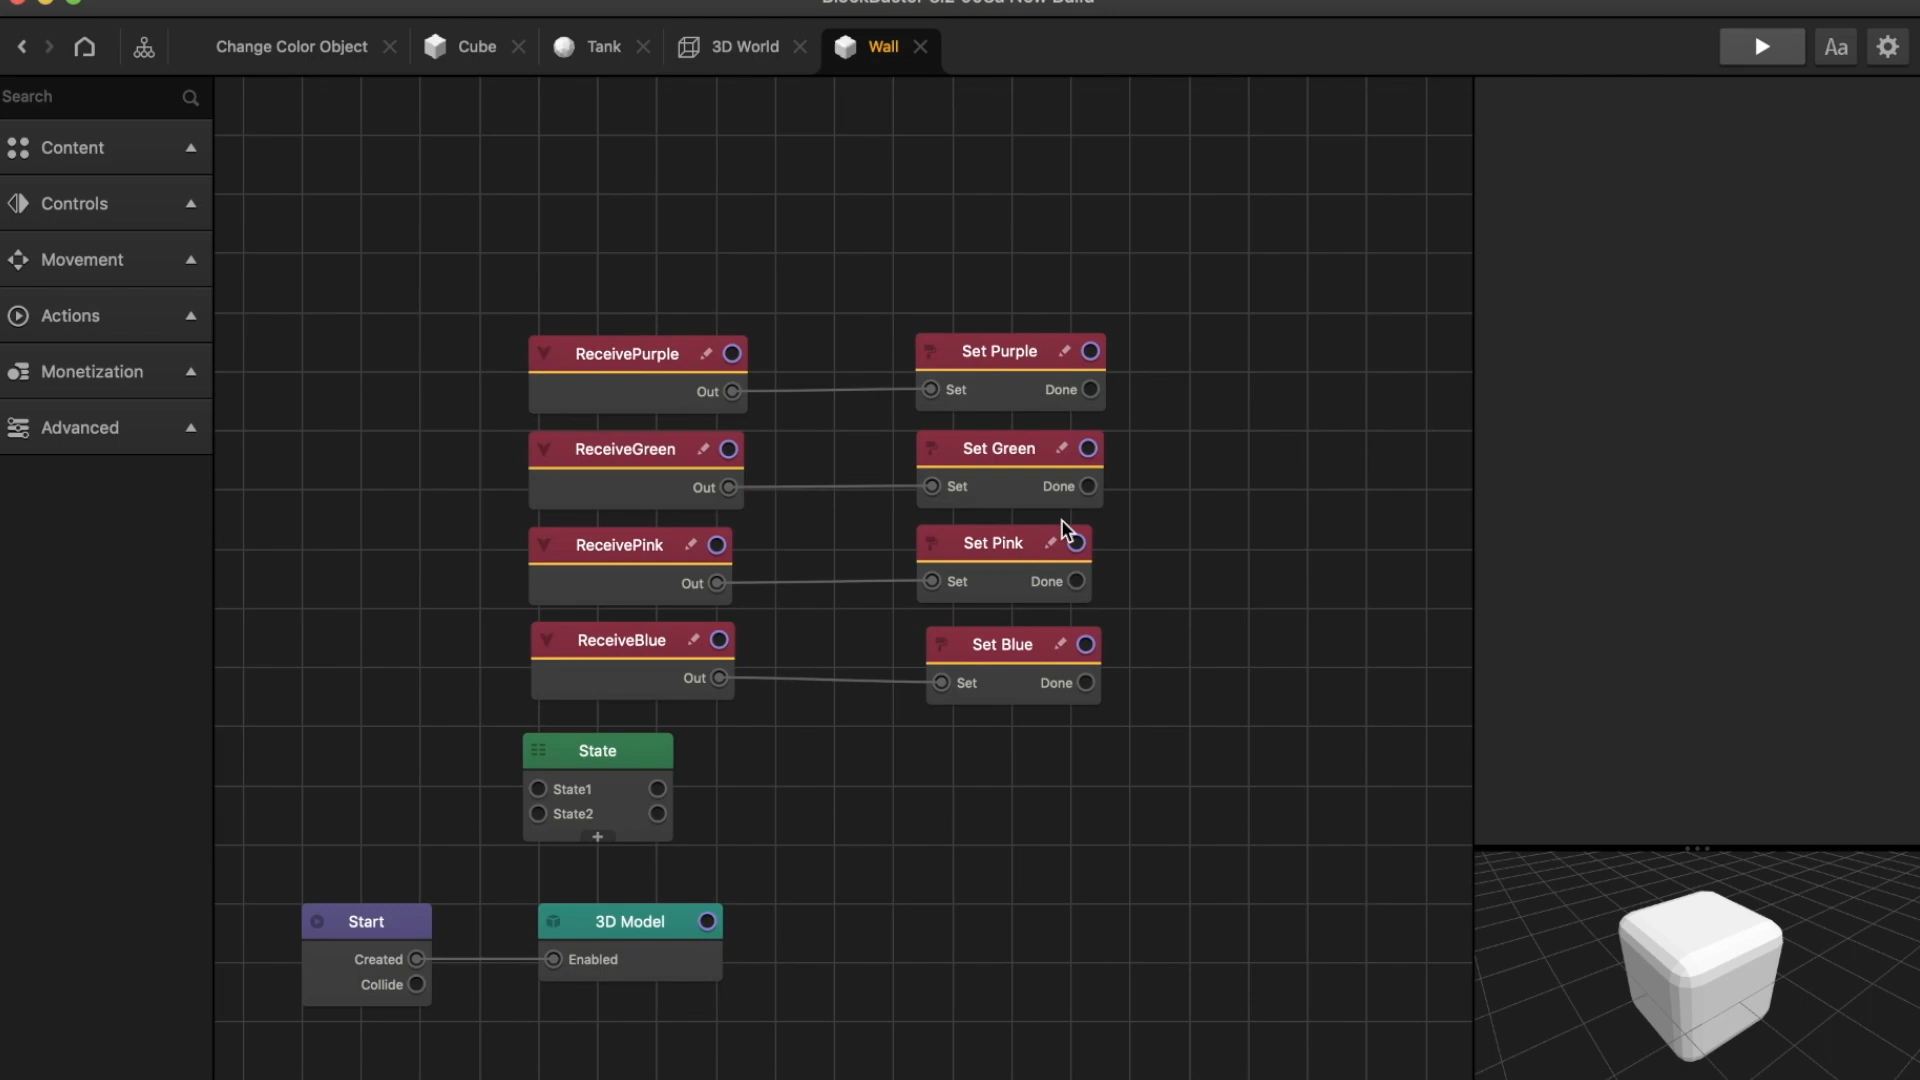 Change Color Object
Cube
Tank
3D World
Wall
Aa
Search
Content
Controls
Movement
Actions
Monetization
Advanced
ReceivePurple
Out
Set Purple
Set Done
ReceiveGreen
Out
Set Green
Set Done
ReceivePink
Out
Set Pink
Set Done
ReceiveBlue
Out
Set Blue
Set Done
State
State1
State2
+
Start
Created
Collide
3D Model
Enabled